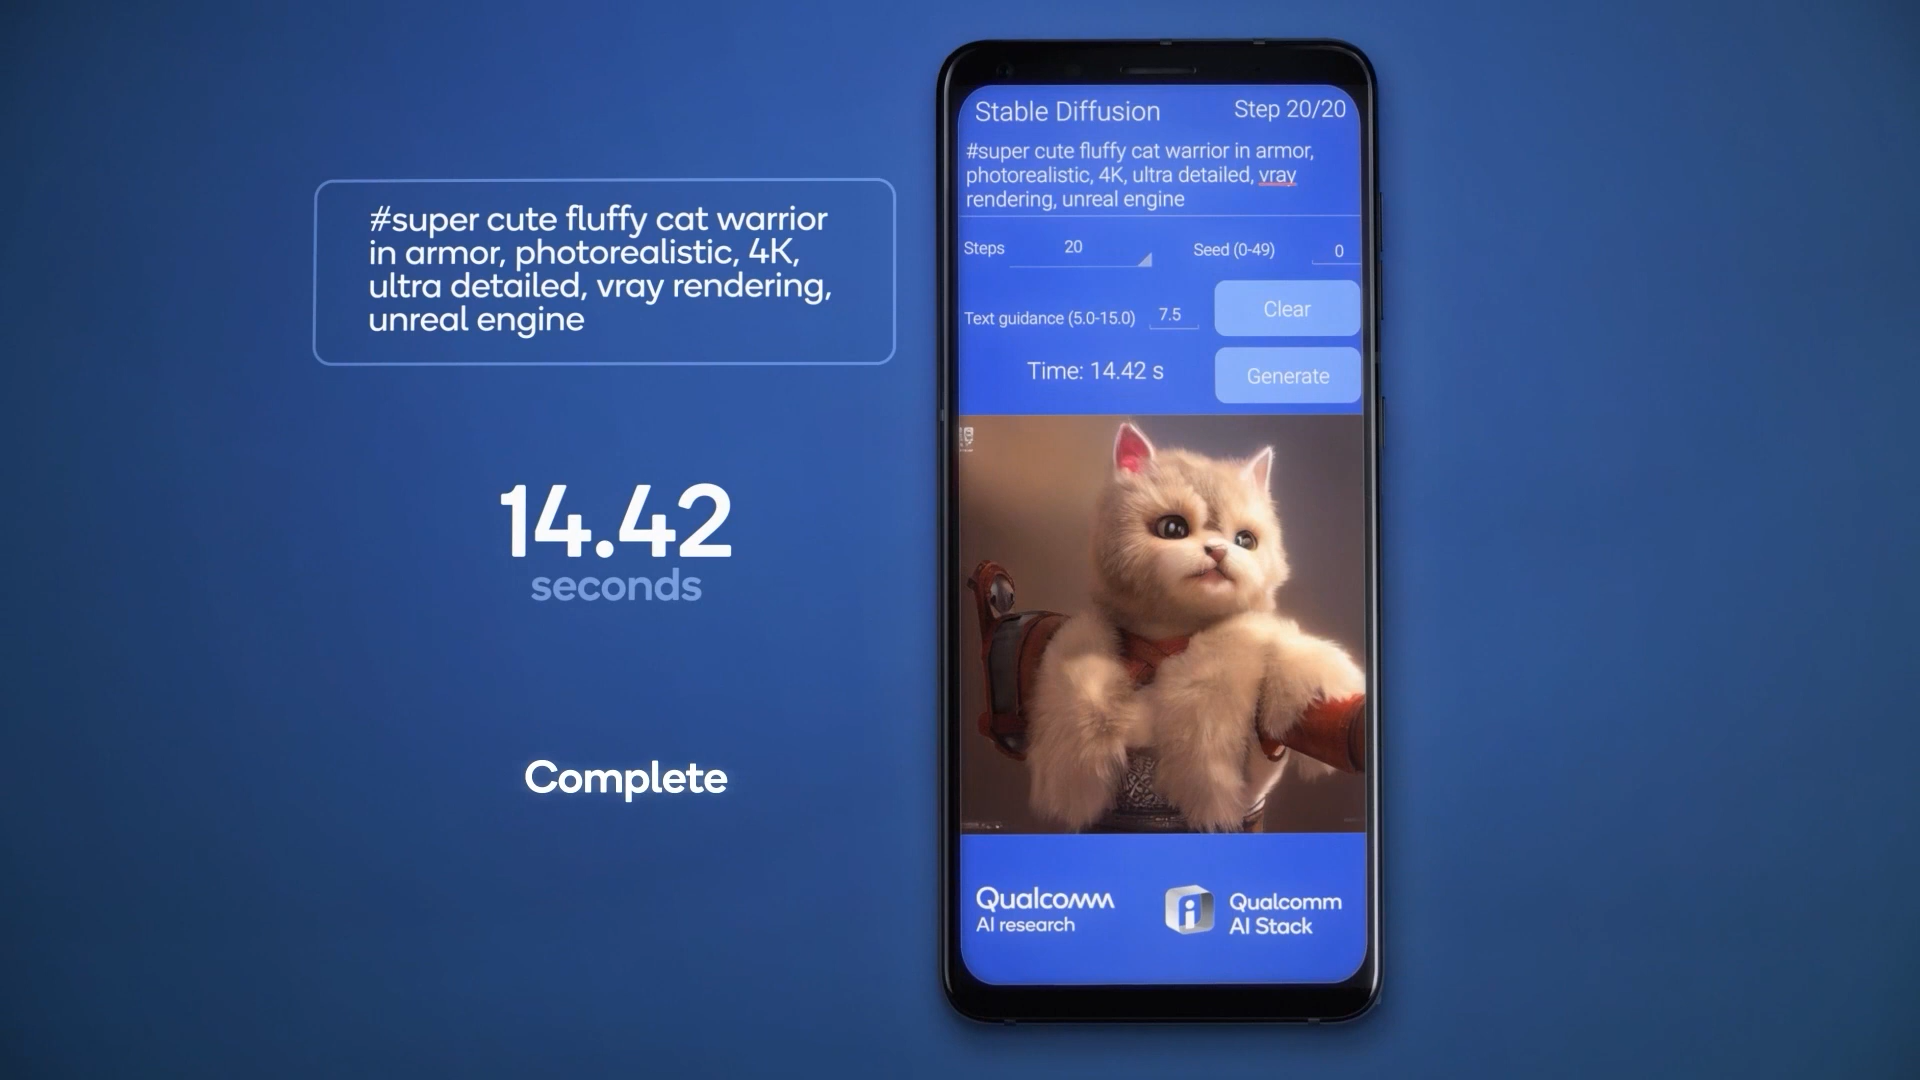 #super cute fluffy cat warrior
in armor, photorealistic, 4K,
ultra detailed, vray rendering,
unreal engine
14.42
seconds
Complete
Stable Diffusion
Step 20/20
#super cute fluffy cat warrior in armor,
photorealistic, 4K, ultra detailed, vray
rendering, unreal engine
Steps 20
Seed (0-49) 0
Text guidance (5.0-15.0) 7.5
Clear
Time: 14.42 s
Generate
Qualcomm
AI research
Qualcomm
AI Stack